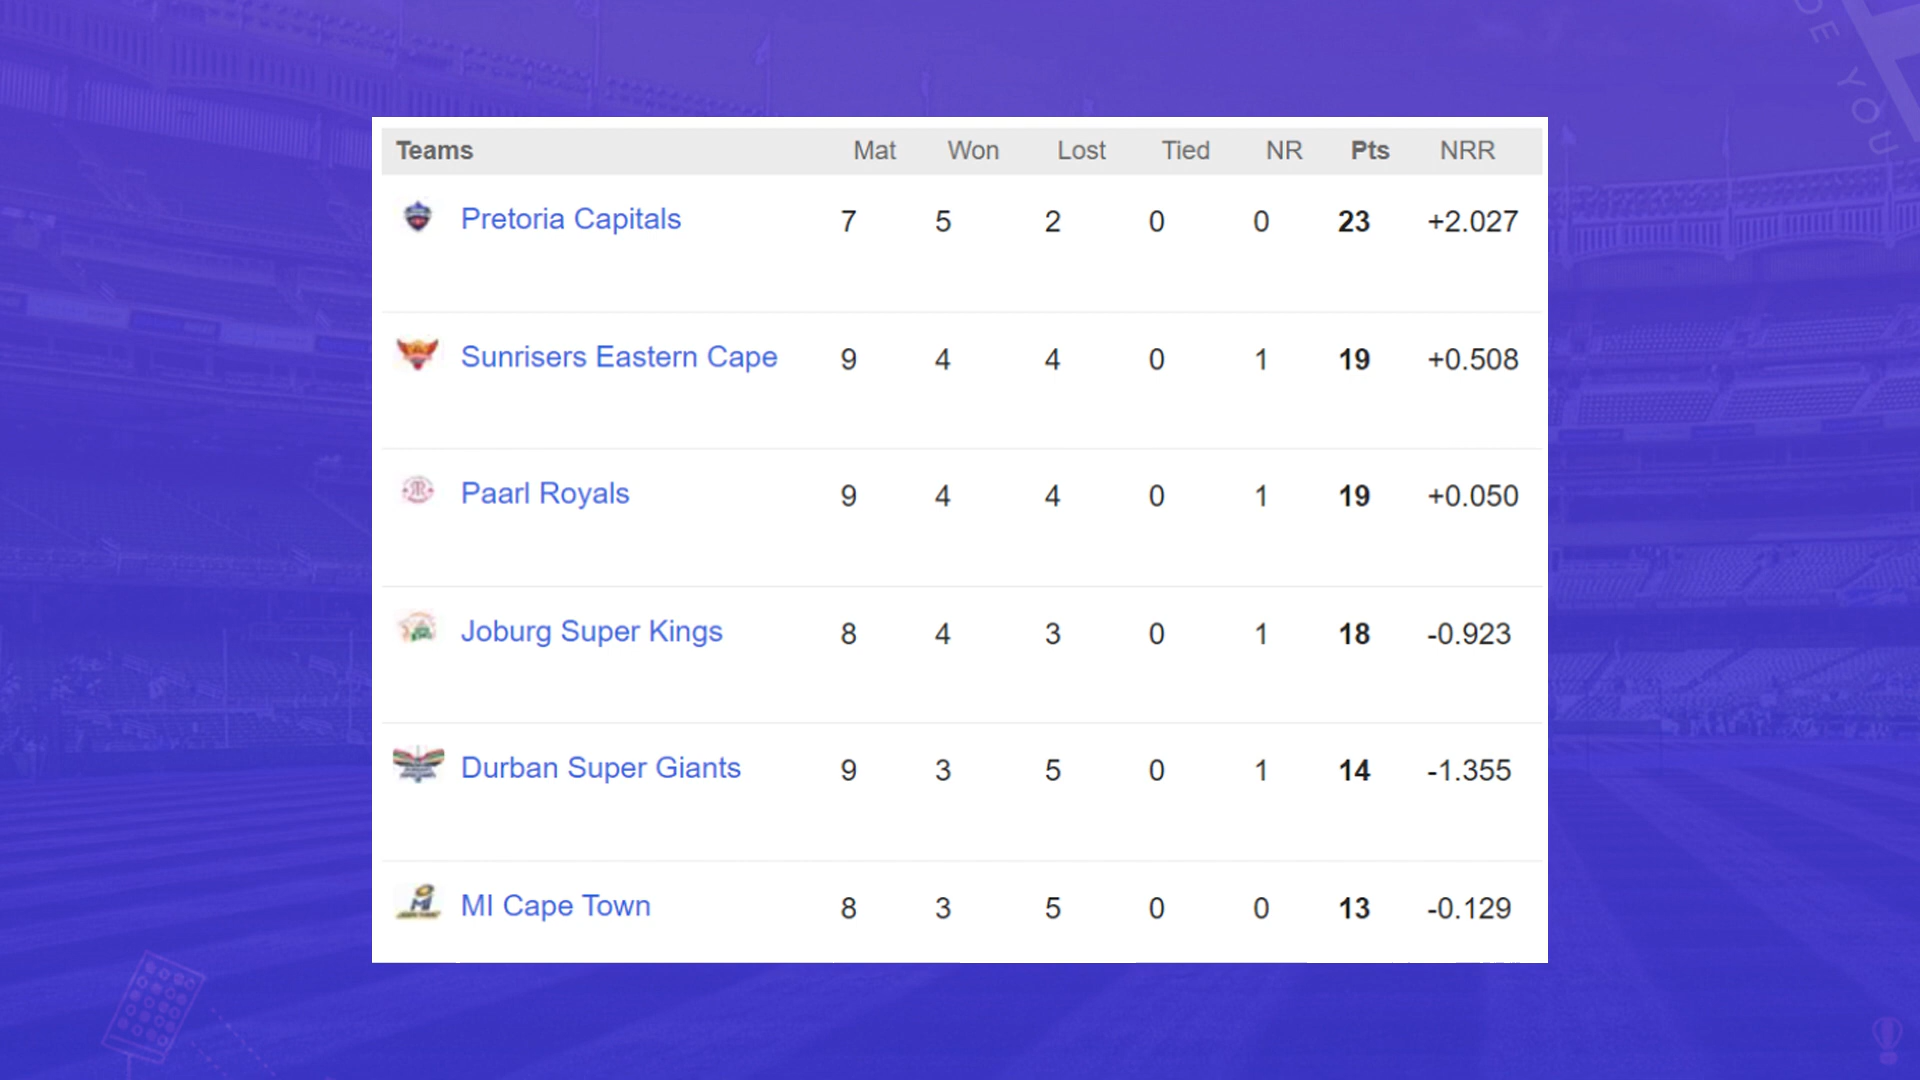 DE YOU
Teams Mat Won Lost Tied NR Pts NRR
Pretoria Capitals 7 5 2 0 0 23 +2.027
Sunrisers Eastern Cape 9 4 4 0 1 19 +0.508
Paarl Royals 9 4 4 0 1 19 +0.050
Joburg Super Kings 8 4 3 0 1 18 -0.923
Durban Super Giants 9 3 5 0 1 14 -1.355
MI Cape Town 8 3 5 0 0 13 -0.129